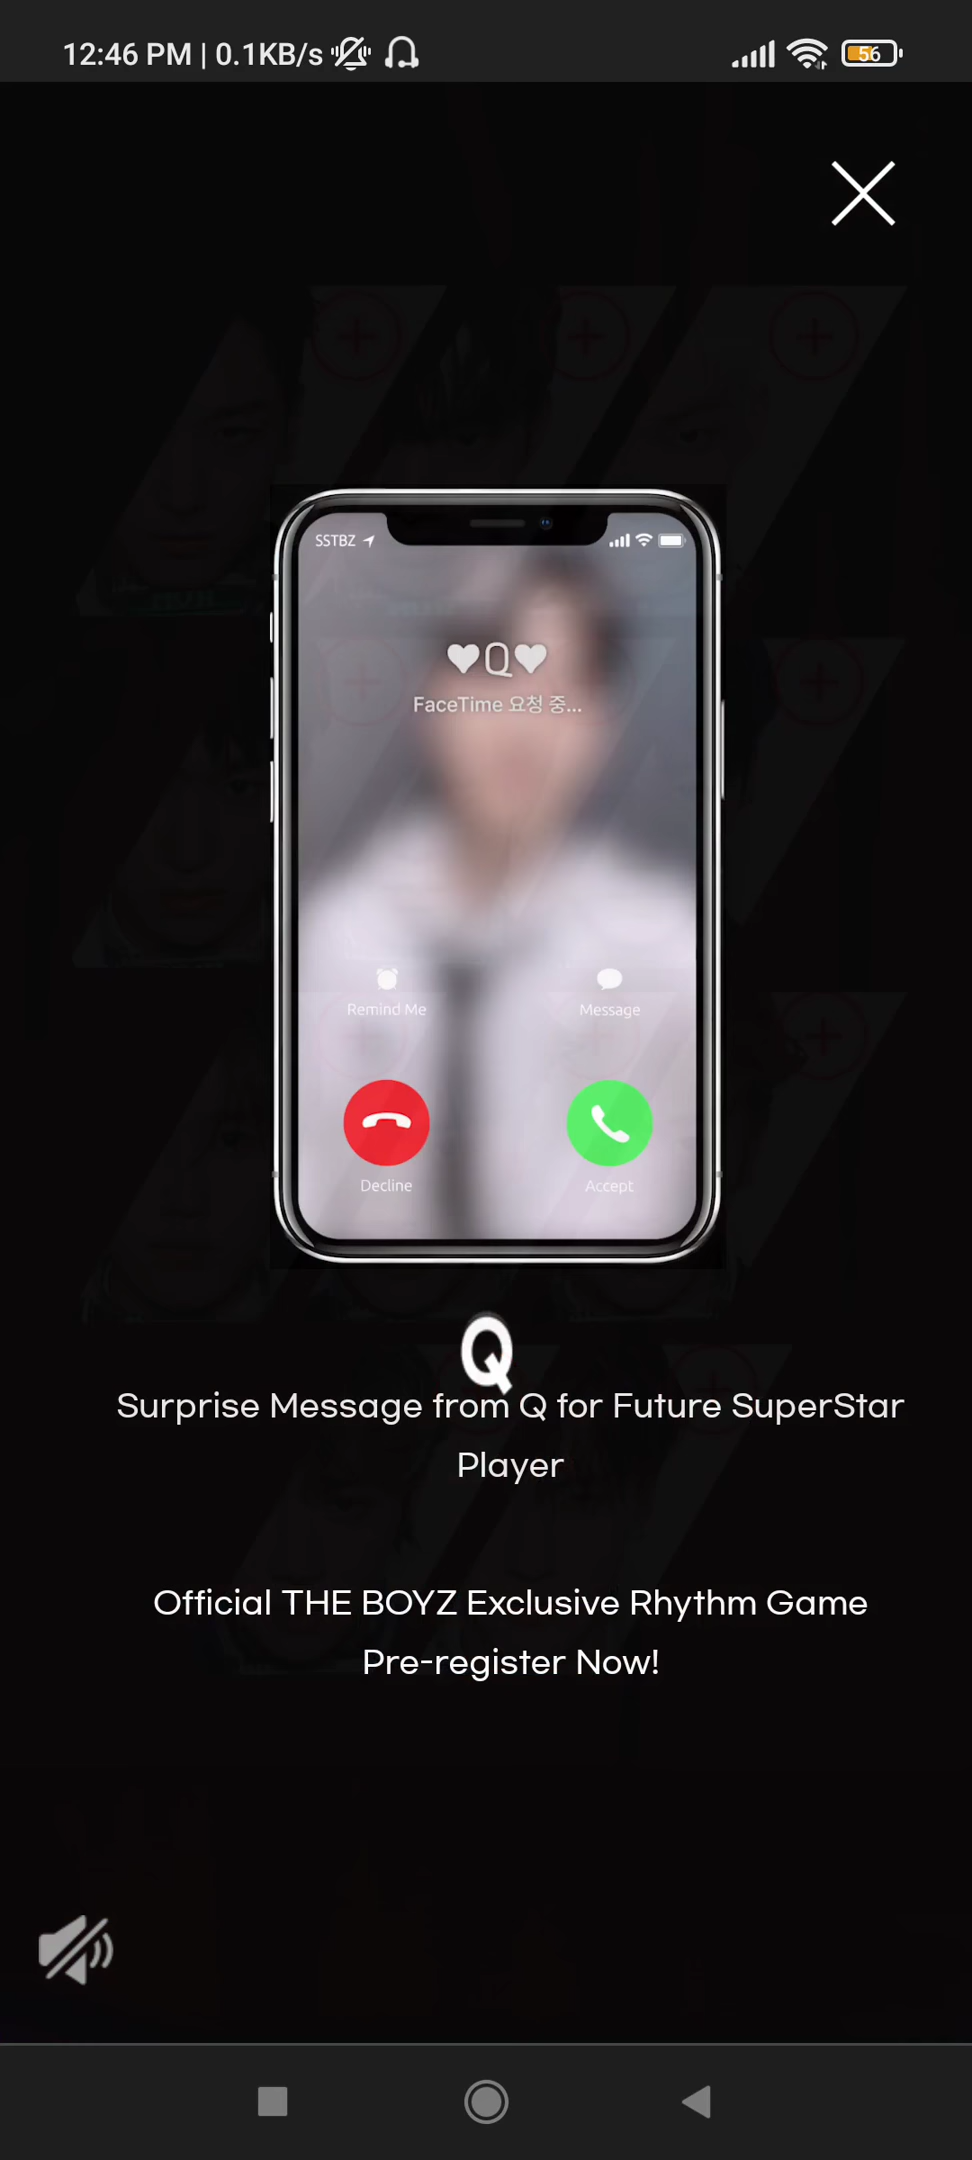 12:46 PM | 0.1KB/s
56
SSTBZ
♥Q♥
FaceTime 요청 중...
Remind Me
Message
Decline
Accept
Q
Surprise Message from Q for Future SuperStar
Player
Official THE BOYZ Exclusive Rhythm Game
Pre-register Now!